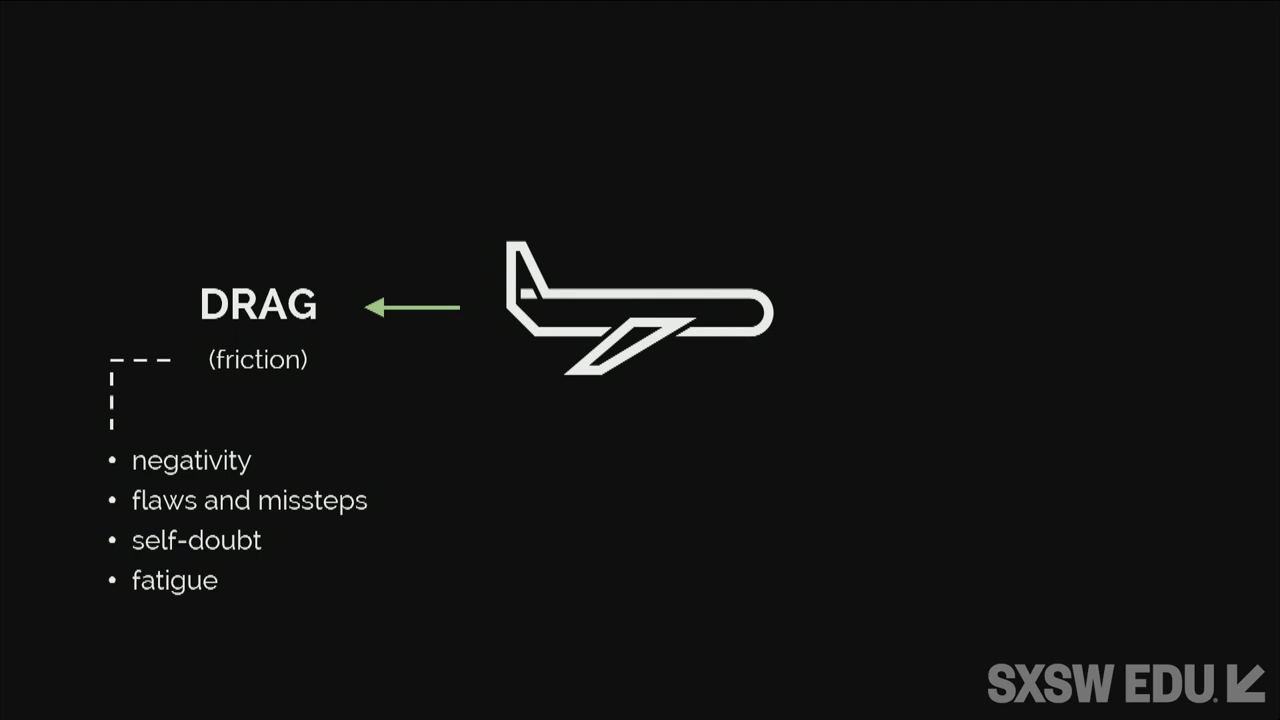 DRAG
(friction)
• negativity
• flaws and missteps
• self-doubt
• fatigue
SXSW EDU.